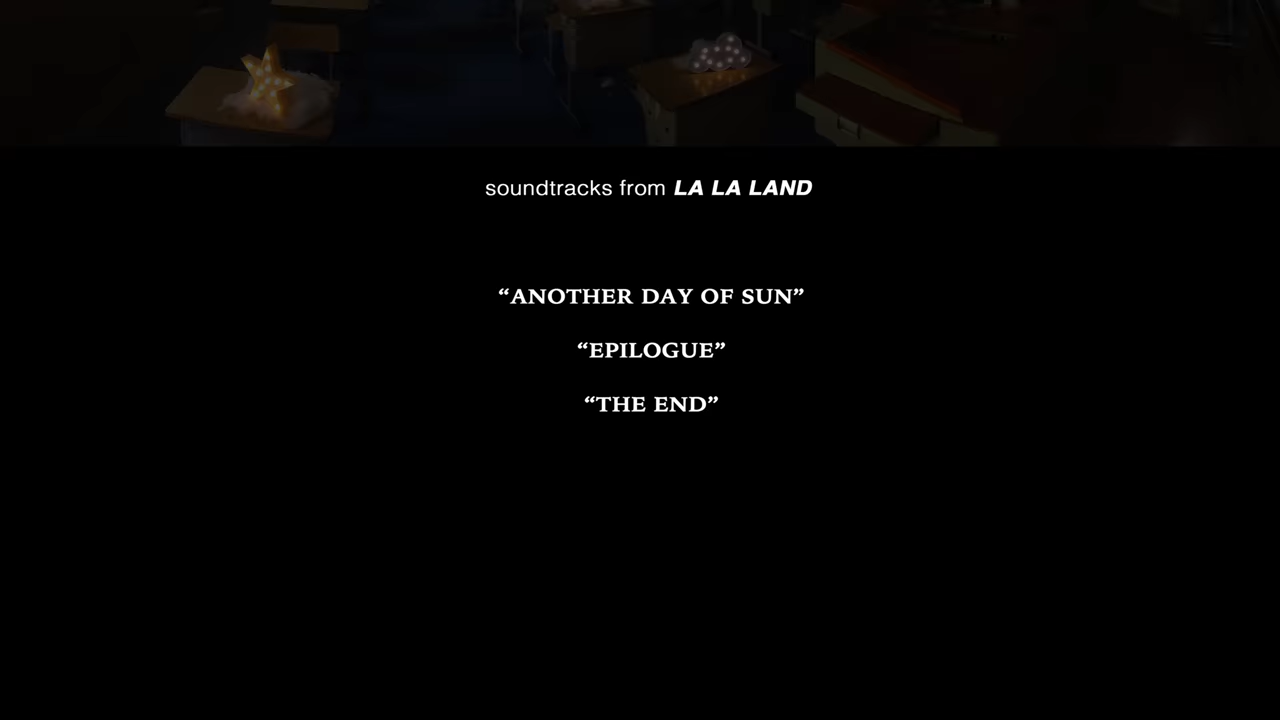 soundtracks from LA LA LAND
“ANOTHER DAY OF SUN”
“EPILOGUE”
“THE END”